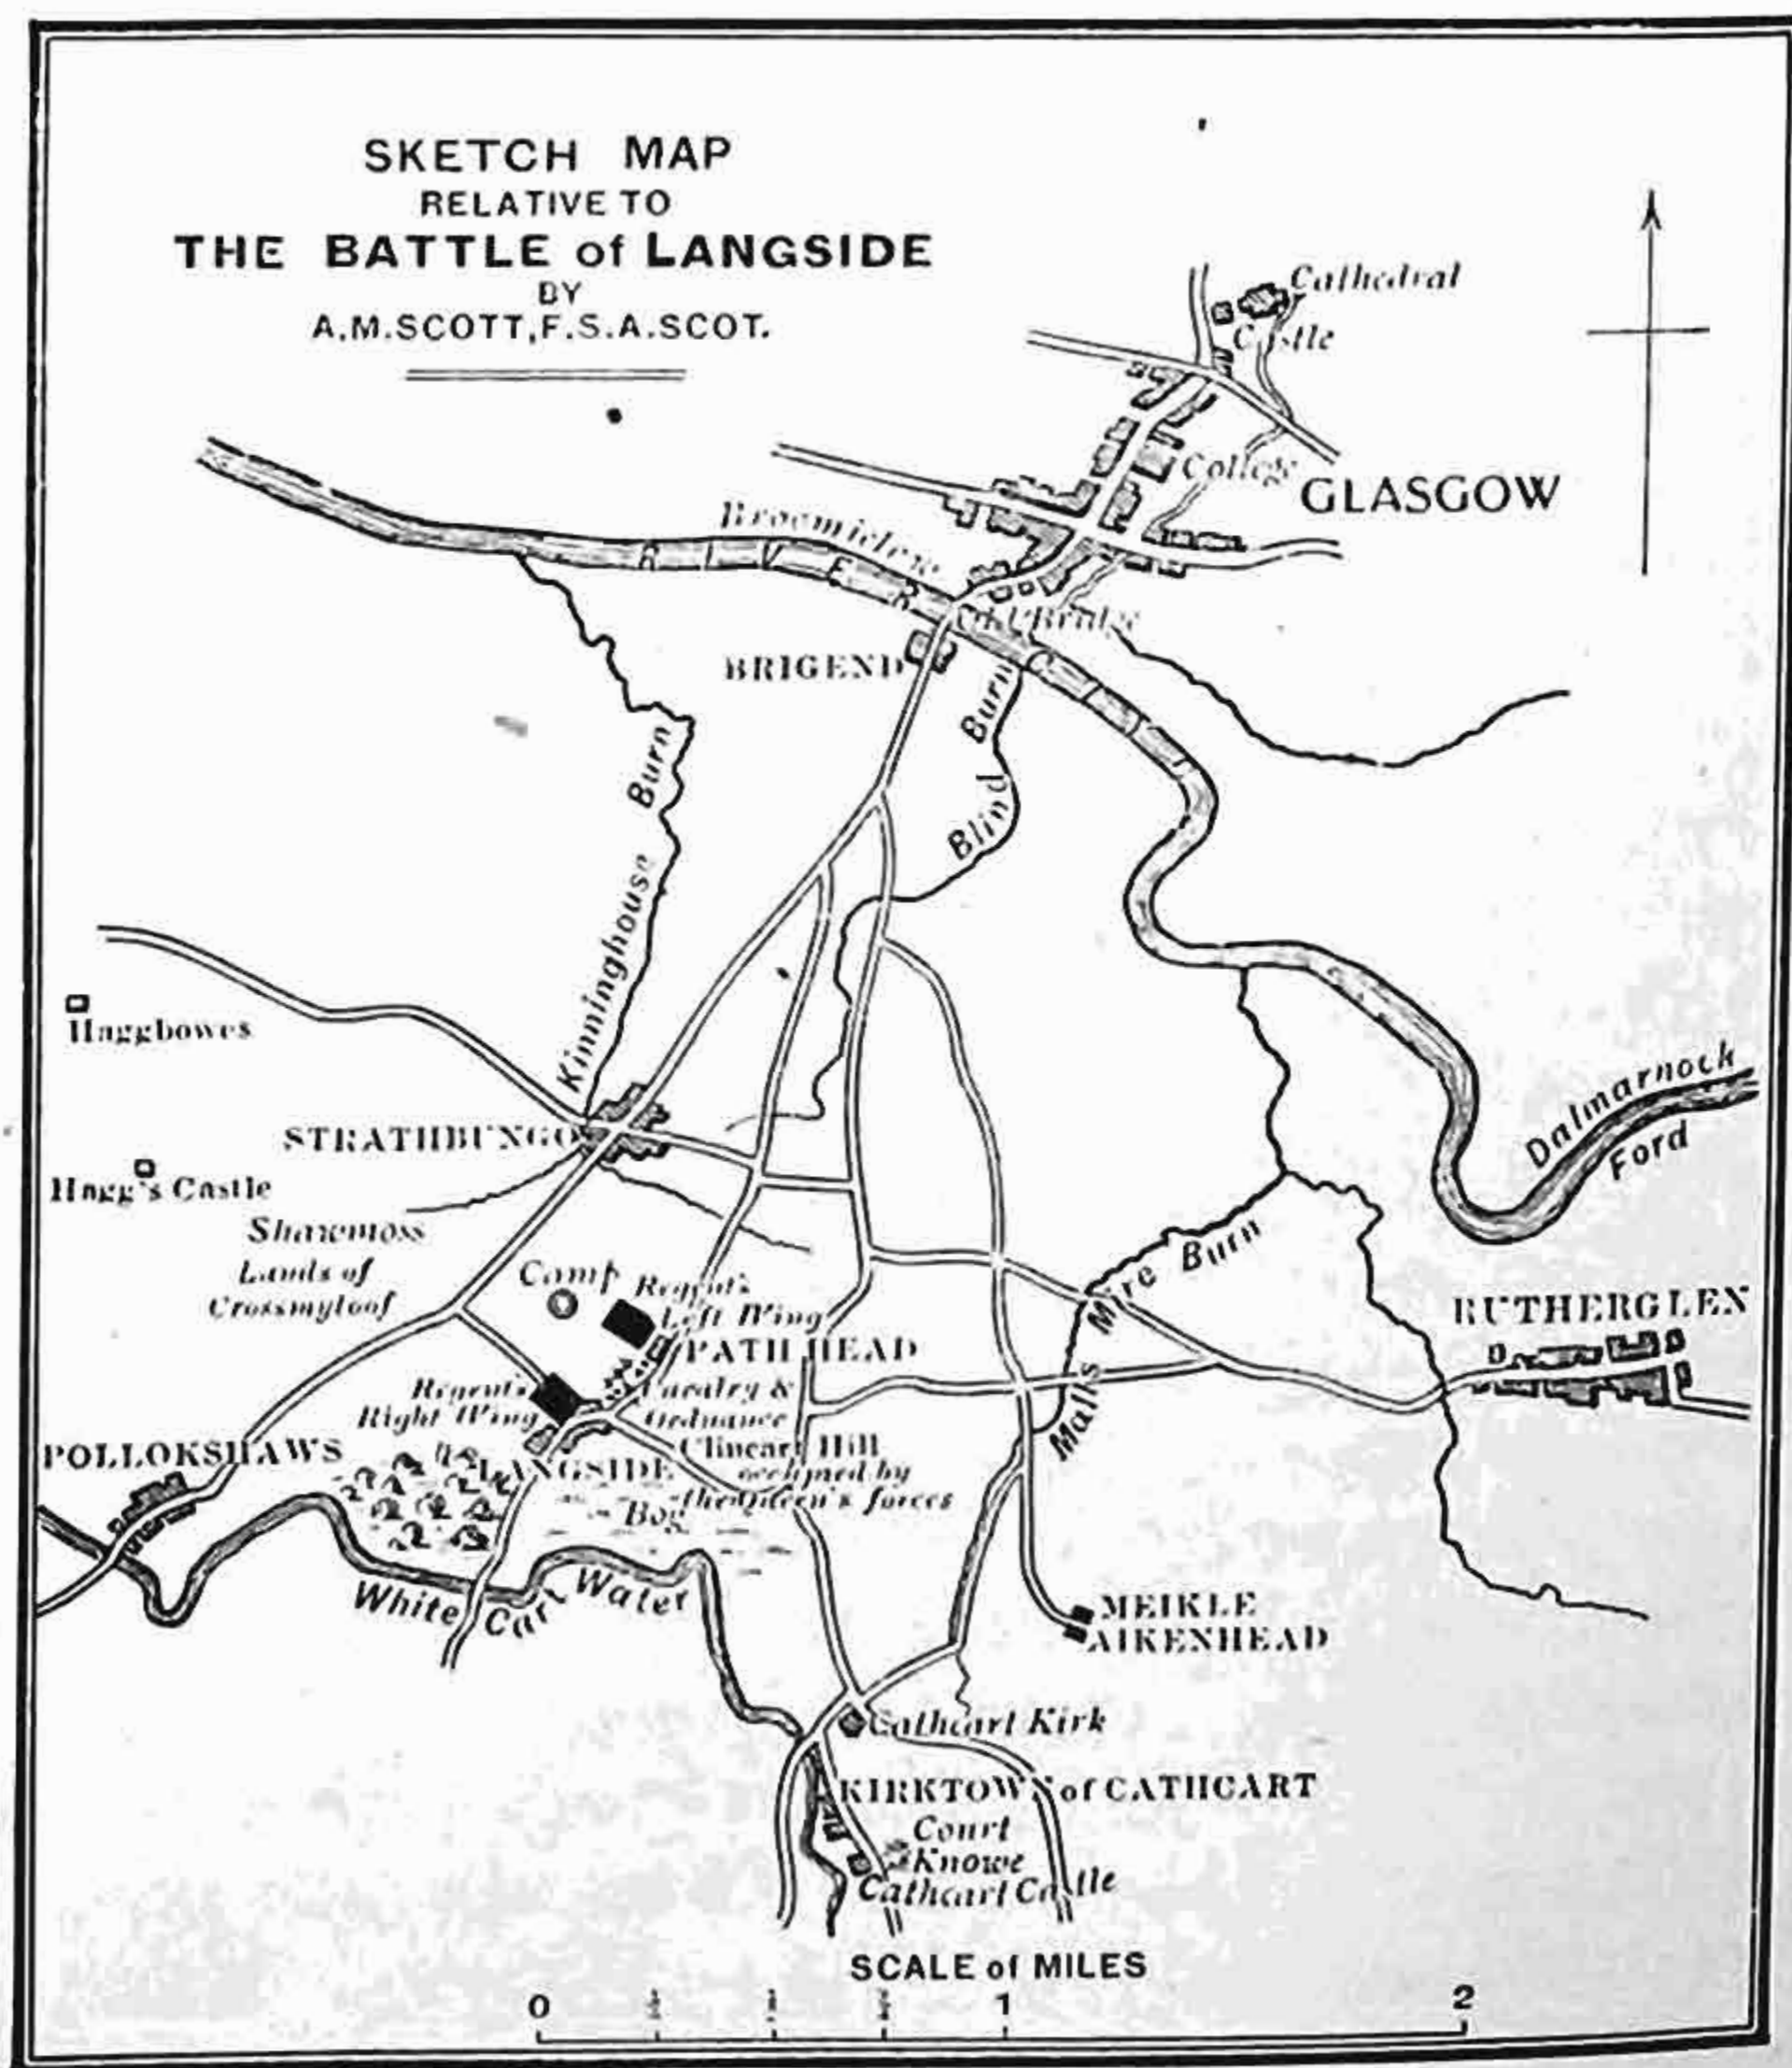 SKETCH MAP
RELATIVE TO
THE BATTLE of LANGSIDE
BY
A.M.SCOTT,F.S.A.SCOT.
Cathedral
Castle
College
GLASGOW
Broomielaw
RIVER
Old Bridge
BRIGEND
CLYDE
Blind Burn
Kinninghouse Burn
Haggbowes
STRATHBUNGO
Hagg's Castle
Shawmoss
Lands of
Crossmyloof
Dalmarnock
Ford
Camp
Regent's
Left Wing
PATH HEAD
Malls Mire Burn
RUTHERGLEN
Regent's
Right Wing
Cavalry &
Ordnance
Clincart Hill
occupied by
the Queen's forces
POLLOKSHAWS
LANGSIDE
Bog
White Cart Water
MEIKLE
AIKENHEAD
Cathcart Kirk
KIRKTOWN of CATHCART
Court
Knowe
Cathcart Castle
SCALE of MILES
0 1 2